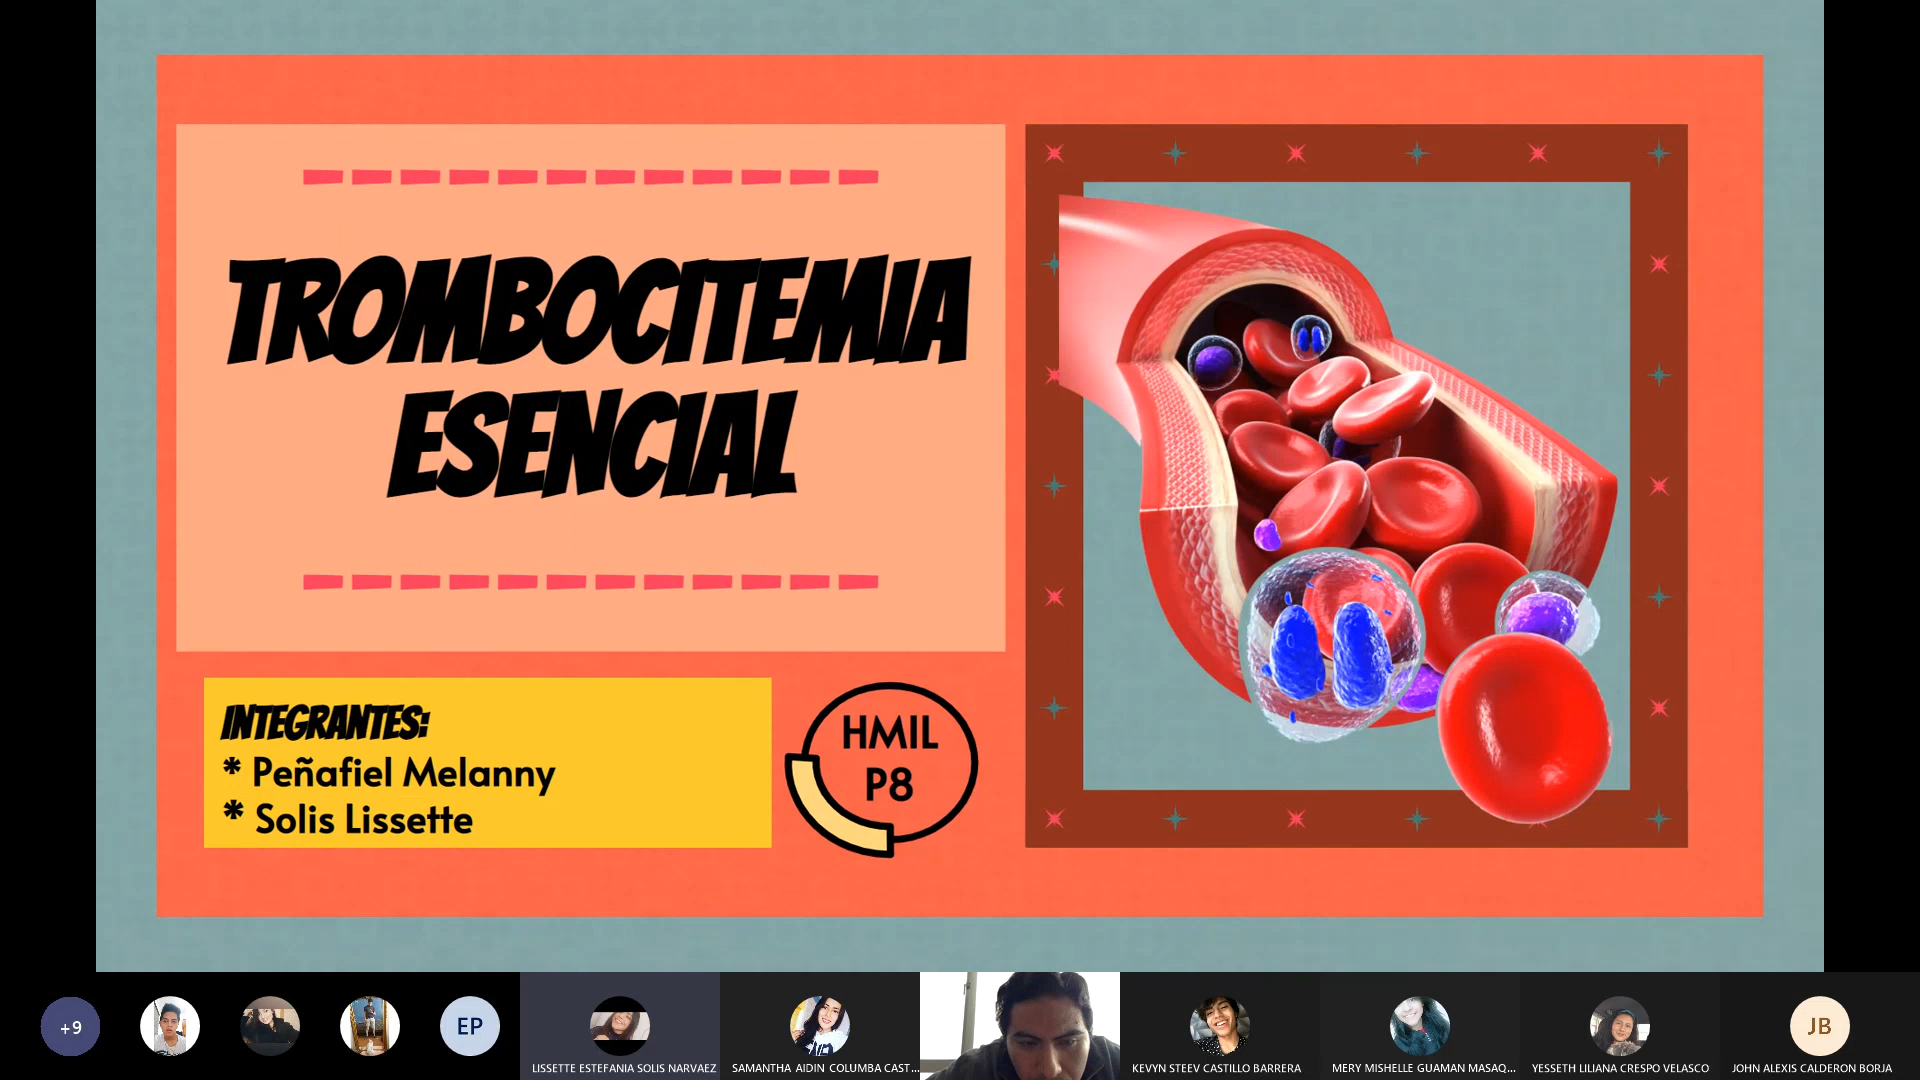 TROMBOCITEMIA
ESENCIAL
INTEGRANTES:
* Peñafiel Melanny
* Solis Lissette
HMIL
P8
+9
EP
LISSETTE ESTEFANIA SOLIS NARVAEZ
SAMANTHA AIDIN COLUMBA CAST...
KEVYN STEEV CASTILLO BARRERA
MERY MISHELLE GUAMAN MASAQ...
YESSETH LILIANA CRESPO VELASCO
JB
JOHN ALEXIS CALDERON BORJA